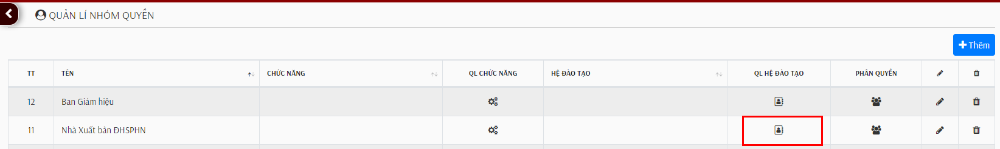 QUẢN LÍ NHÓM QUYỀN
Thêm
TT TÊN CHỨC NĂNG QL CHỨC NĂNG HỆ ĐÀO TẠO QL HỆ ĐÀO TẠO PHÂN QUYỀN
12 Ban Giám hiệu
11 Nhà Xuất bản ĐHSPHN